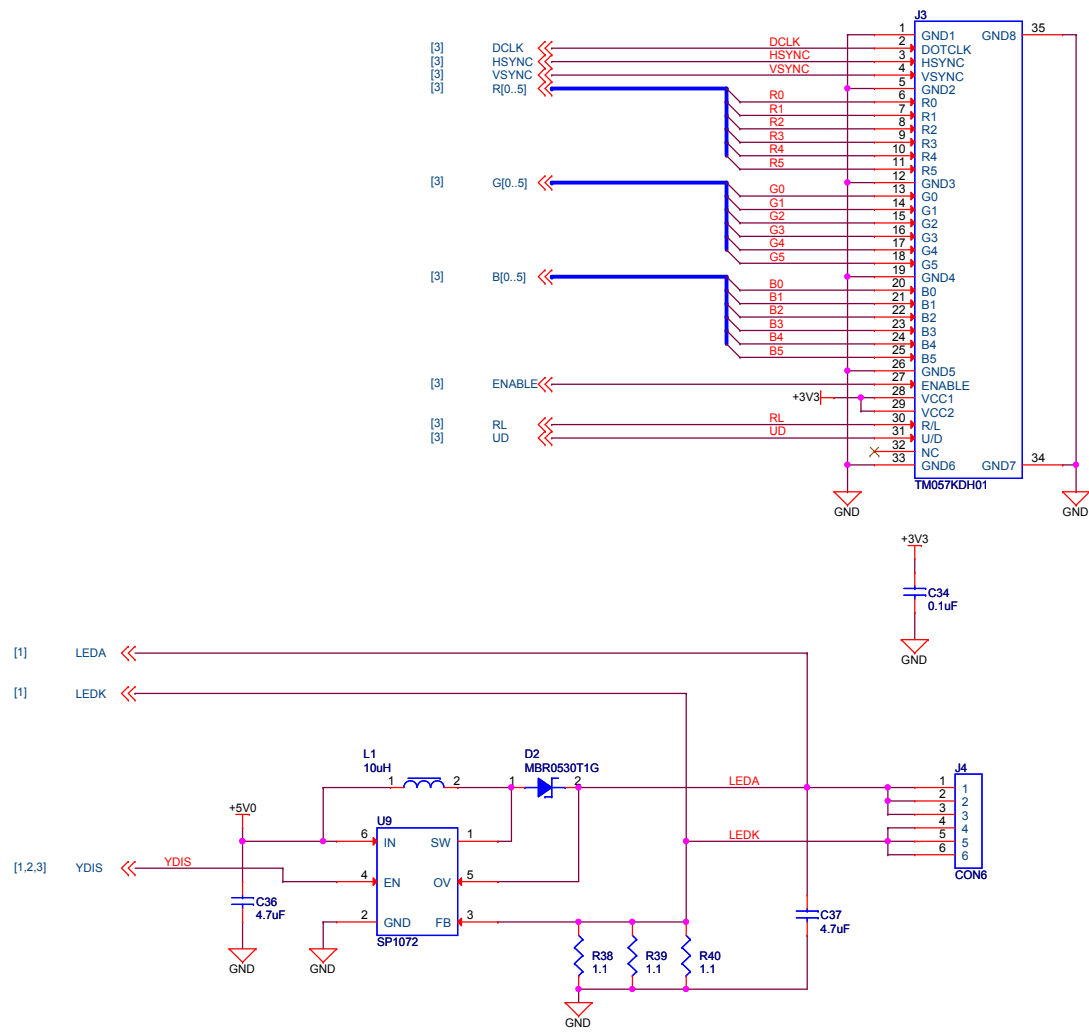 J3
1 GND1 GND8 35
[3] DCLK DCLK 2 DOTCLK
[3] HSYNC HSYNC 3 HSYNC
[3] VSYNC VSYNC 4 VSYNC
[3] R[0..5] 5 GND2
R0 6 R0
R1 7 R1
R2 8 R2
R3 9 R3
R4 10 R4
R5 11 R5
[3] G[0..5] 12 GND3
G0 13 G0
G1 14 G1
G2 15 G2
G3 16 G3
G4 17 G4
G5 18 G5
[3] B[0..5] 19 GND4
B0 20 B0
B1 21 B1
B2 22 B2
B3 23 B3
B4 24 B4
B5 25 B5
26 GND5
[3] ENABLE 27 ENABLE
+3V3 28 VCC1
29 VCC2
[3] RL RL 30 R/L
[3] UD UD 31 U/D
32 NC
33 GND6 GND7 34
TM057KDH01
GND GND
+3V3
C34
0.1uF
GND
[1] LEDA
[1] LEDK
L1
10uH
1 2
D2
MBR0530T1G
1 2
LEDA
J4
1 1
2 2
3 3
4 4
5 5
6 6
CON6
LEDK
+5V0
U9
6 IN SW 1
[1,2,3] YDIS YDIS
4 EN OV 5
2 GND FB 3
SP1072
C36
4.7uF
GND
GND
C37
4.7uF
R38
1.1
R39
1.1
R40
1.1
GND